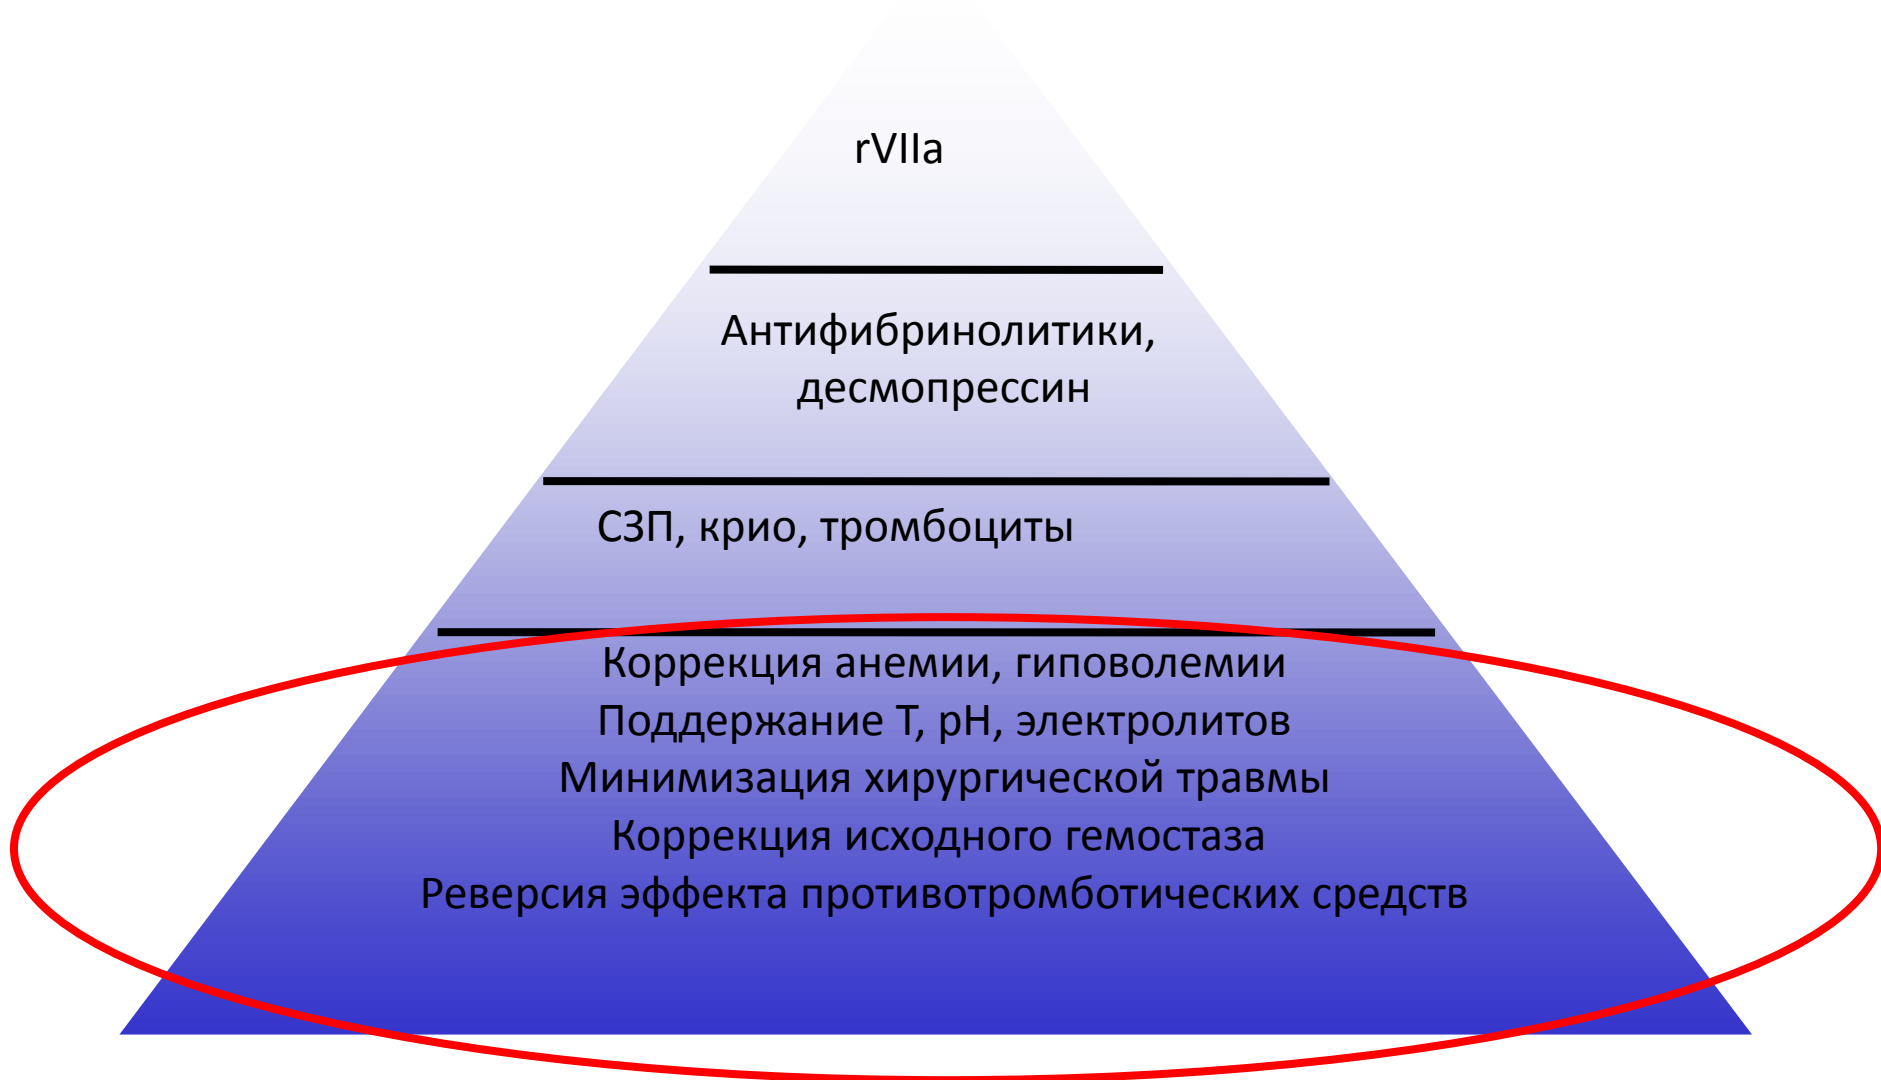 rVIIa
Антифибринолитики,
десмопрессин
СЗП, крио, тромбоциты
Коррекция анемии, гиповолемии
Поддержание Т, рН, электролитов
Минимизация хирургической травмы
Коррекция исходного гемостаза
Реверсия эффекта противотромботических средств